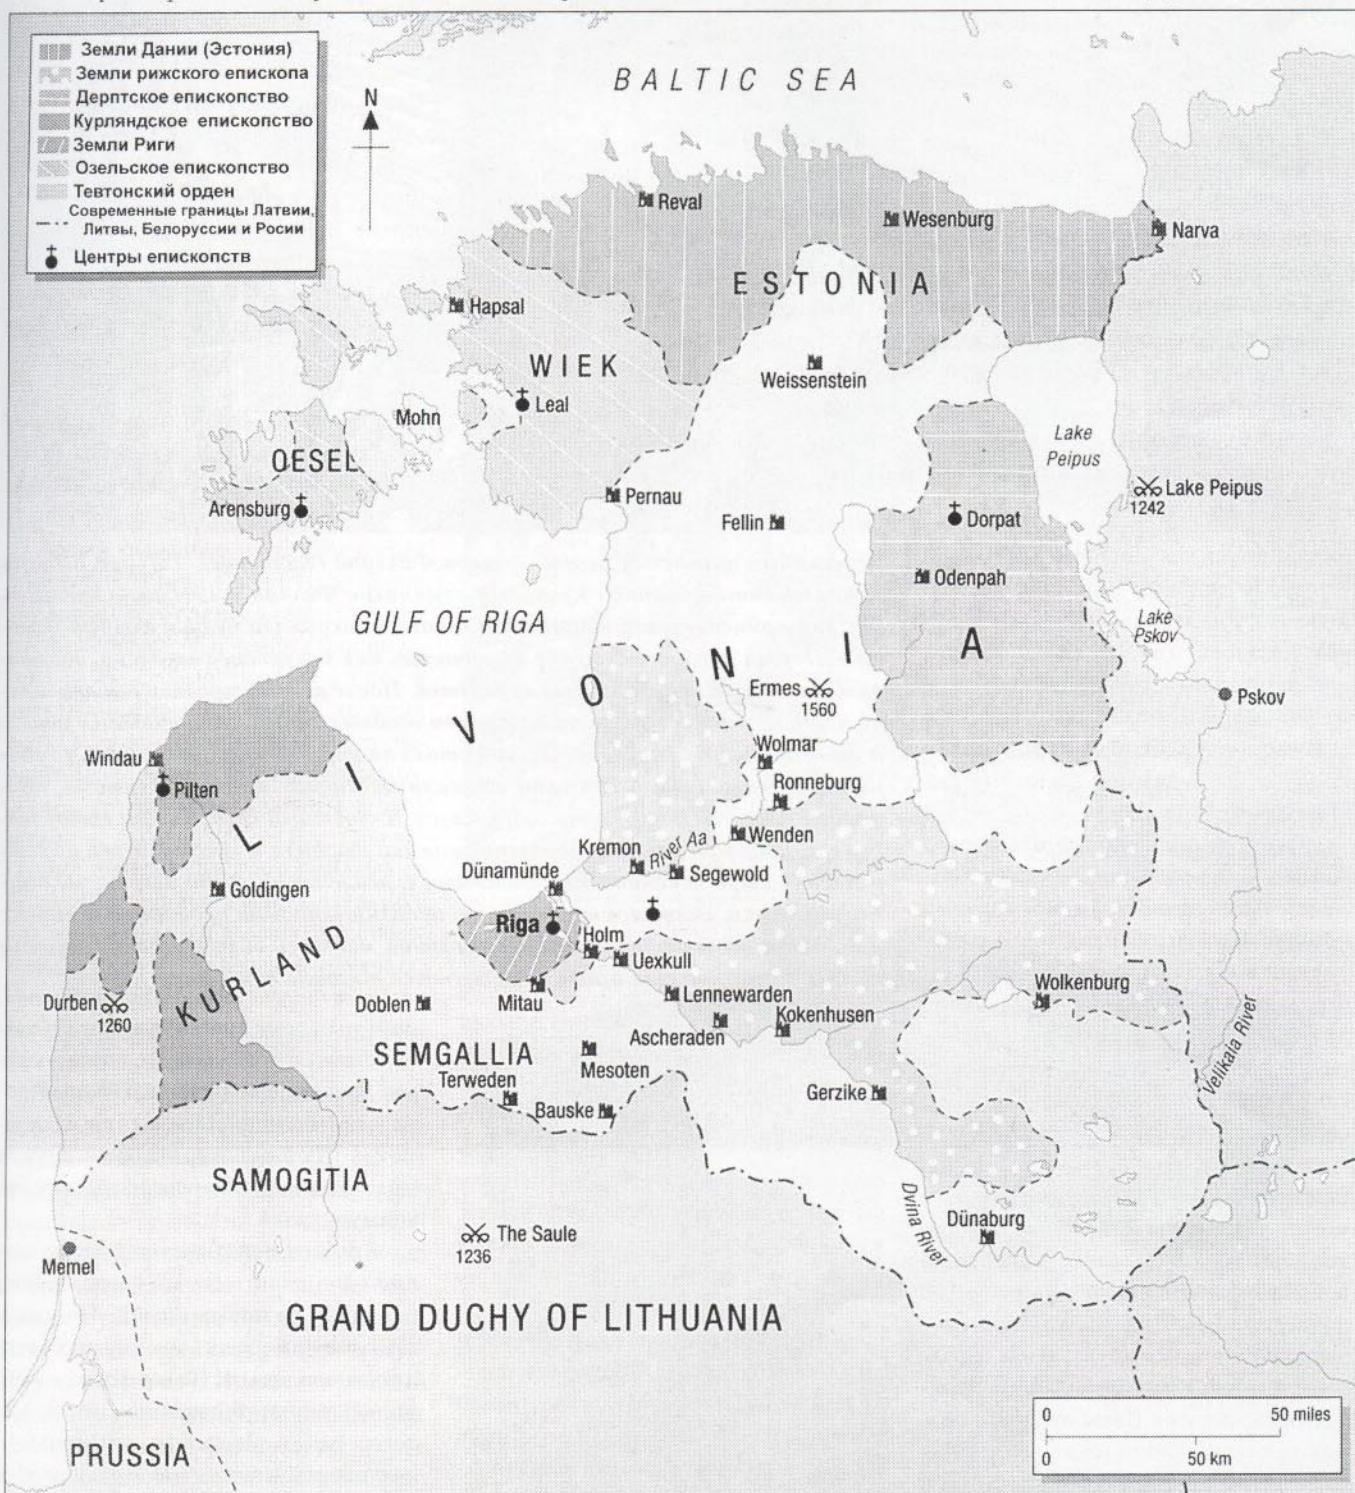 Земли Дании (Эстония)
Земли рижского епископа
Дерптское епископство
Курляндское епископство
Земли Риги
Озельское епископство
Тевтонский орден
Современные границы Латвии,
Литвы, Белоруссии и Росии
Центры епископств
N
BALTIC SEA
Reval
Wesenburg
Narva
ESTONIA
Hapsal
WIEK
Weissenstein
Leal
Mohn
Lake
Peipus
OESEL
Lake Peipus
1242
Arensburg
Pernau
Fellin
Dorpat
Odenpah
GULF OF RIGA
Lake
Pskov
LIVONIA
Ermes
1560
Pskov
Windau
Wolmar
Pilten
Ronneburg
Wenden
Kremon
River Aa
Segewold
Goldingen
Dünamünde
Riga
Holm
Uexkull
KURLAND
Durben
1260
Doblen
Mitau
Lennewarden
Wolkenburg
Ascheraden
Kokenhusen
SEMGALLIA
Mesoten
Terweden
Bauske
Gerzike
Velikaia River
SAMOGITIA
Dvina River
Dünaburg
The Saule
1236
Memel
GRAND DUCHY OF LITHUANIA
PRUSSIA
0 50 miles
0 50 km